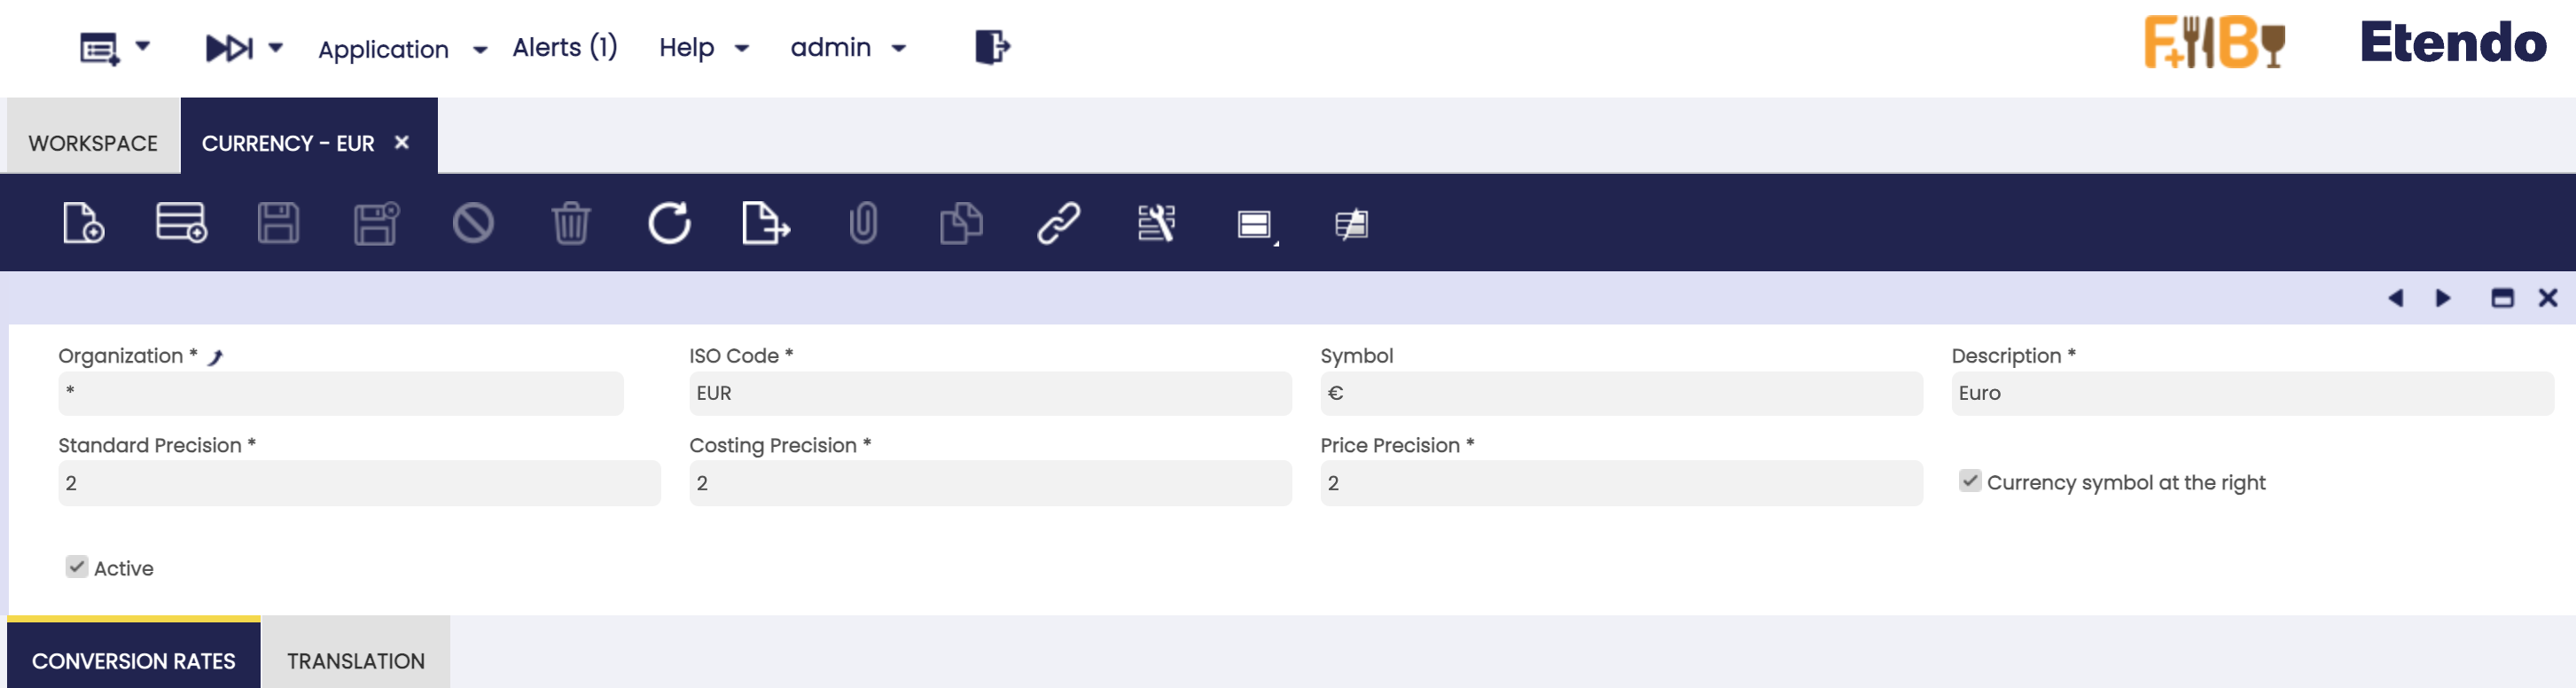 Application Alerts (1) Help admin F+B Etendo
WORKSPACE CURRENCY - EUR
Organization * ISO Code * Symbol Description *
* EUR € Euro
Standard Precision * Costing Precision * Price Precision *
2 2 2 Currency symbol at the right
Active
CONVERSION RATES TRANSLATION